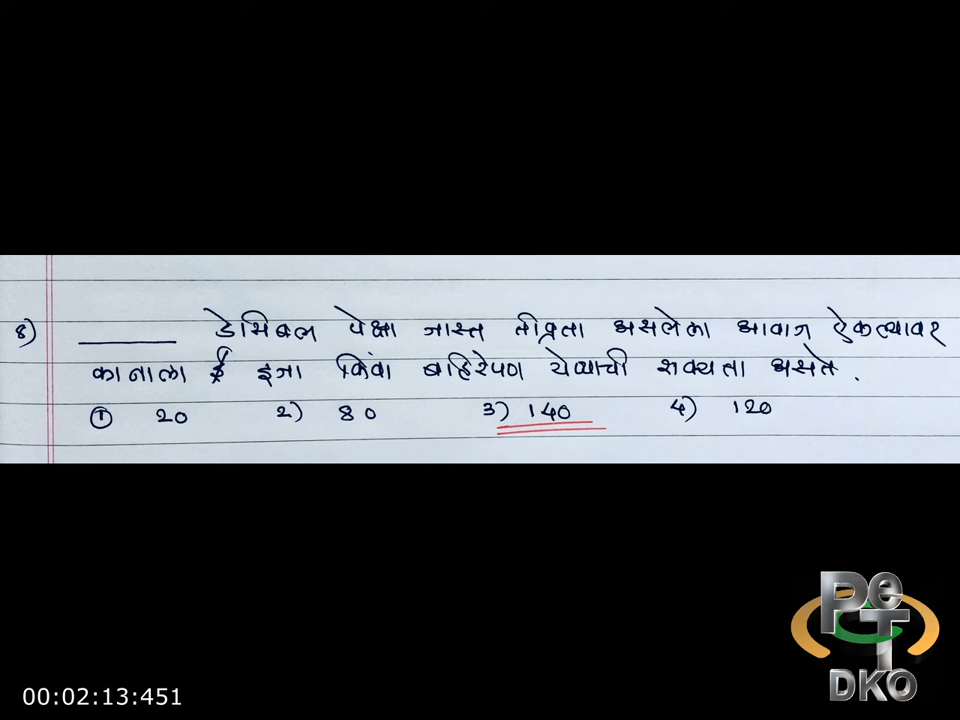 8) ______ डेसिबल पेक्षा जास्त तीव्रता असलेला आवाज ऐकल्यावर
कानाला इजा किंवा बहिरेपण येण्याची शक्यता असते.
① 20 2) 80 3) 140 4) 120
PeT
DKO
00:02:13:451